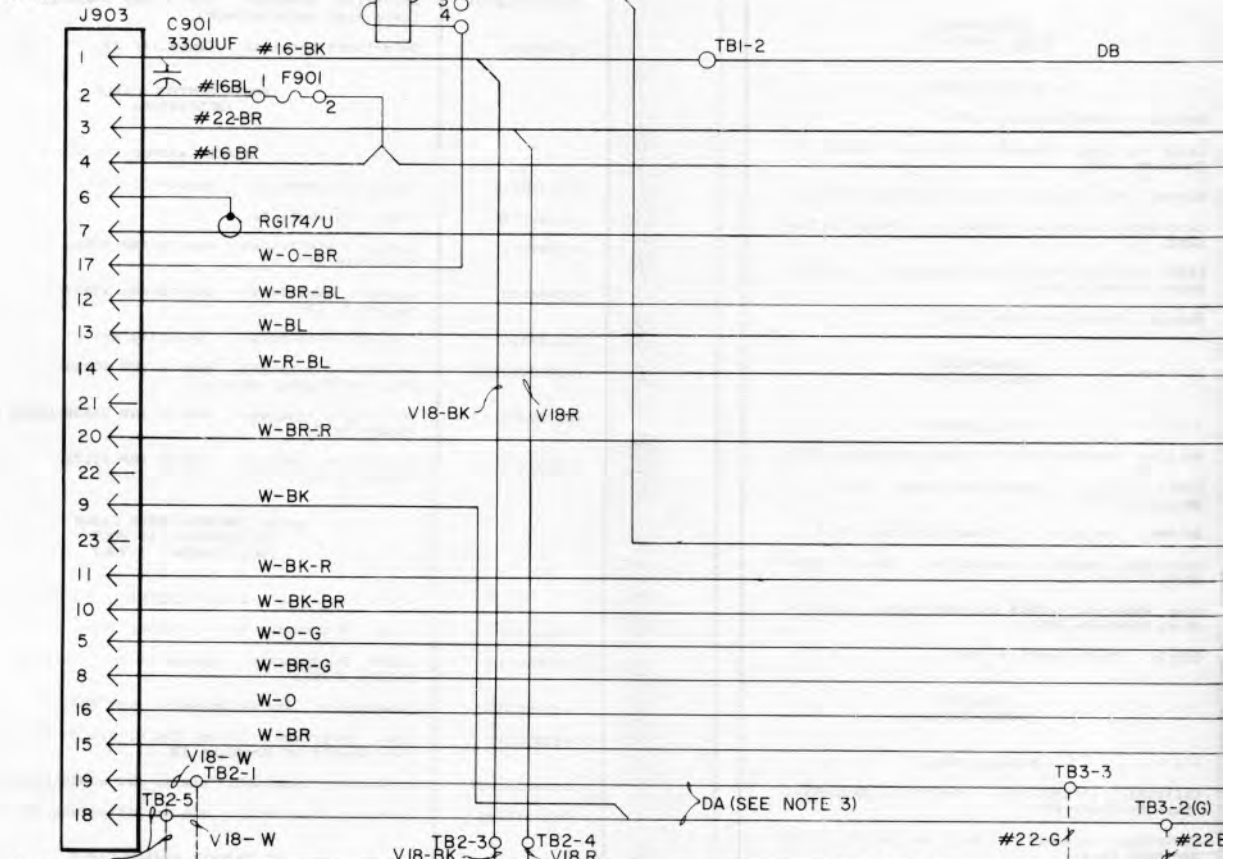 3
4
J903
C901
330UUF
#16-BK
TB1-2
DB
1
2
#16BL
1
F901
2
3
#22-BR
4
#16 BR
6
7
RG174/U
17
W-O-BR
12
W-BR-BL
13
W-BL
14
W-R-BL
21
V18-BK
V18-R
20
W-BR-R
22
9
W-BK
23
11
W-BK-R
10
W-BK-BR
5
W-O-G
8
W-BR-G
16
W-O
15
W-BR
V18-W
19
TB2-1
TB3-3
TB2-5
DA (SEE NOTE 3)
TB3-2(G)
18
V18-W
TB2-3
TB2-4
#22-G
V18-BK
V18R